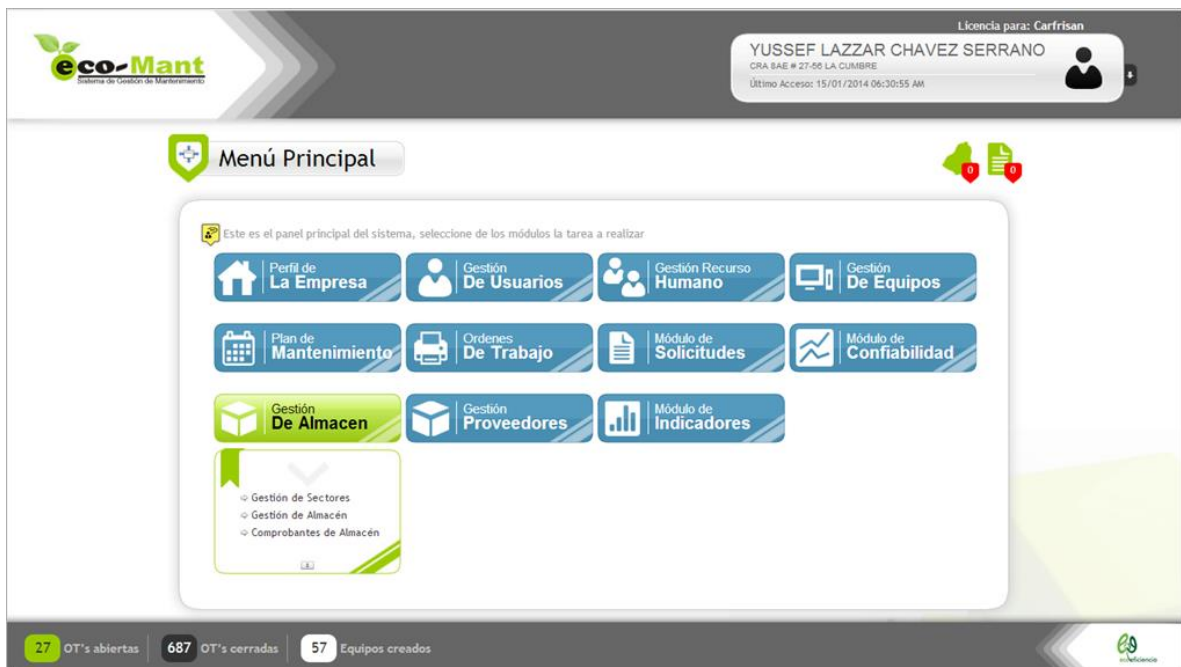 Licencia para: Carfrisan
eco-Mant
Sistema de Gestión de Mantenimiento
YUSSEF LAZZAR CHAVEZ SERRANO
CRA 8AE # 27-56 LA CUMBRE
Último Acceso: 15/01/2014 06:30:55 AM
Menú Principal
0
0
Este es el panel principal del sistema, seleccione de los módulos la tarea a realizar
Perfil de
La Empresa
Gestión
De Usuarios
Gestión Recurso
Humano
Gestión
De Equipos
Plan de
Mantenimiento
Ordenes
De Trabajo
Módulo de
Solicitudes
Módulo de
Confiabilidad
Gestión
De Almacen
Gestión
Proveedores
Módulo de
Indicadores
Gestión de Sectores
Gestión de Almacén
Comprobantes de Almacén
27 OT's abiertas
687 OT's cerradas
57 Equipos creados
ecoeficiencia